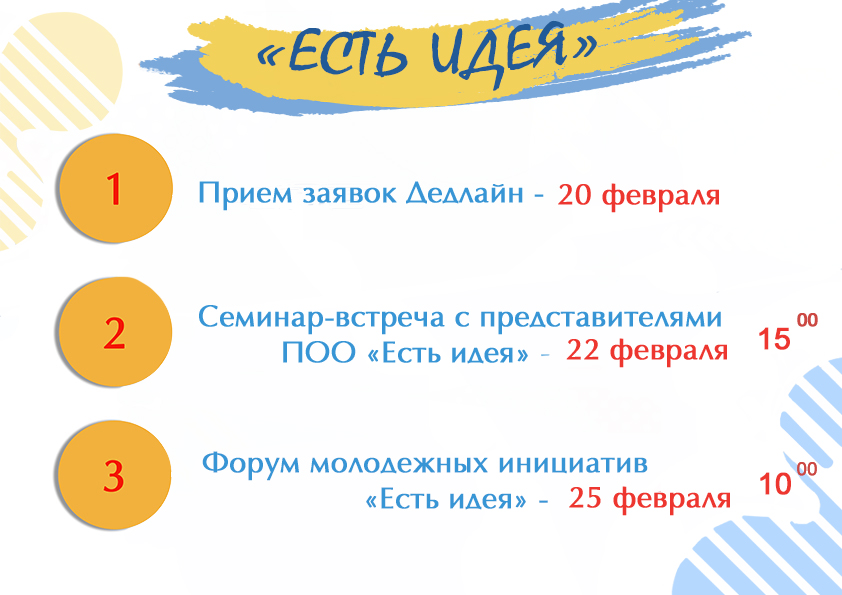 «ЕСТЬ ИДЕЯ»
1
Прием заявок Дедлайн - 20 февраля
2
Семинар-встреча с представителями
ПОО «Есть идея» - 22 февраля 15 00
3
Форум молодежных инициатив
«Есть идея» - 25 февраля 10 00